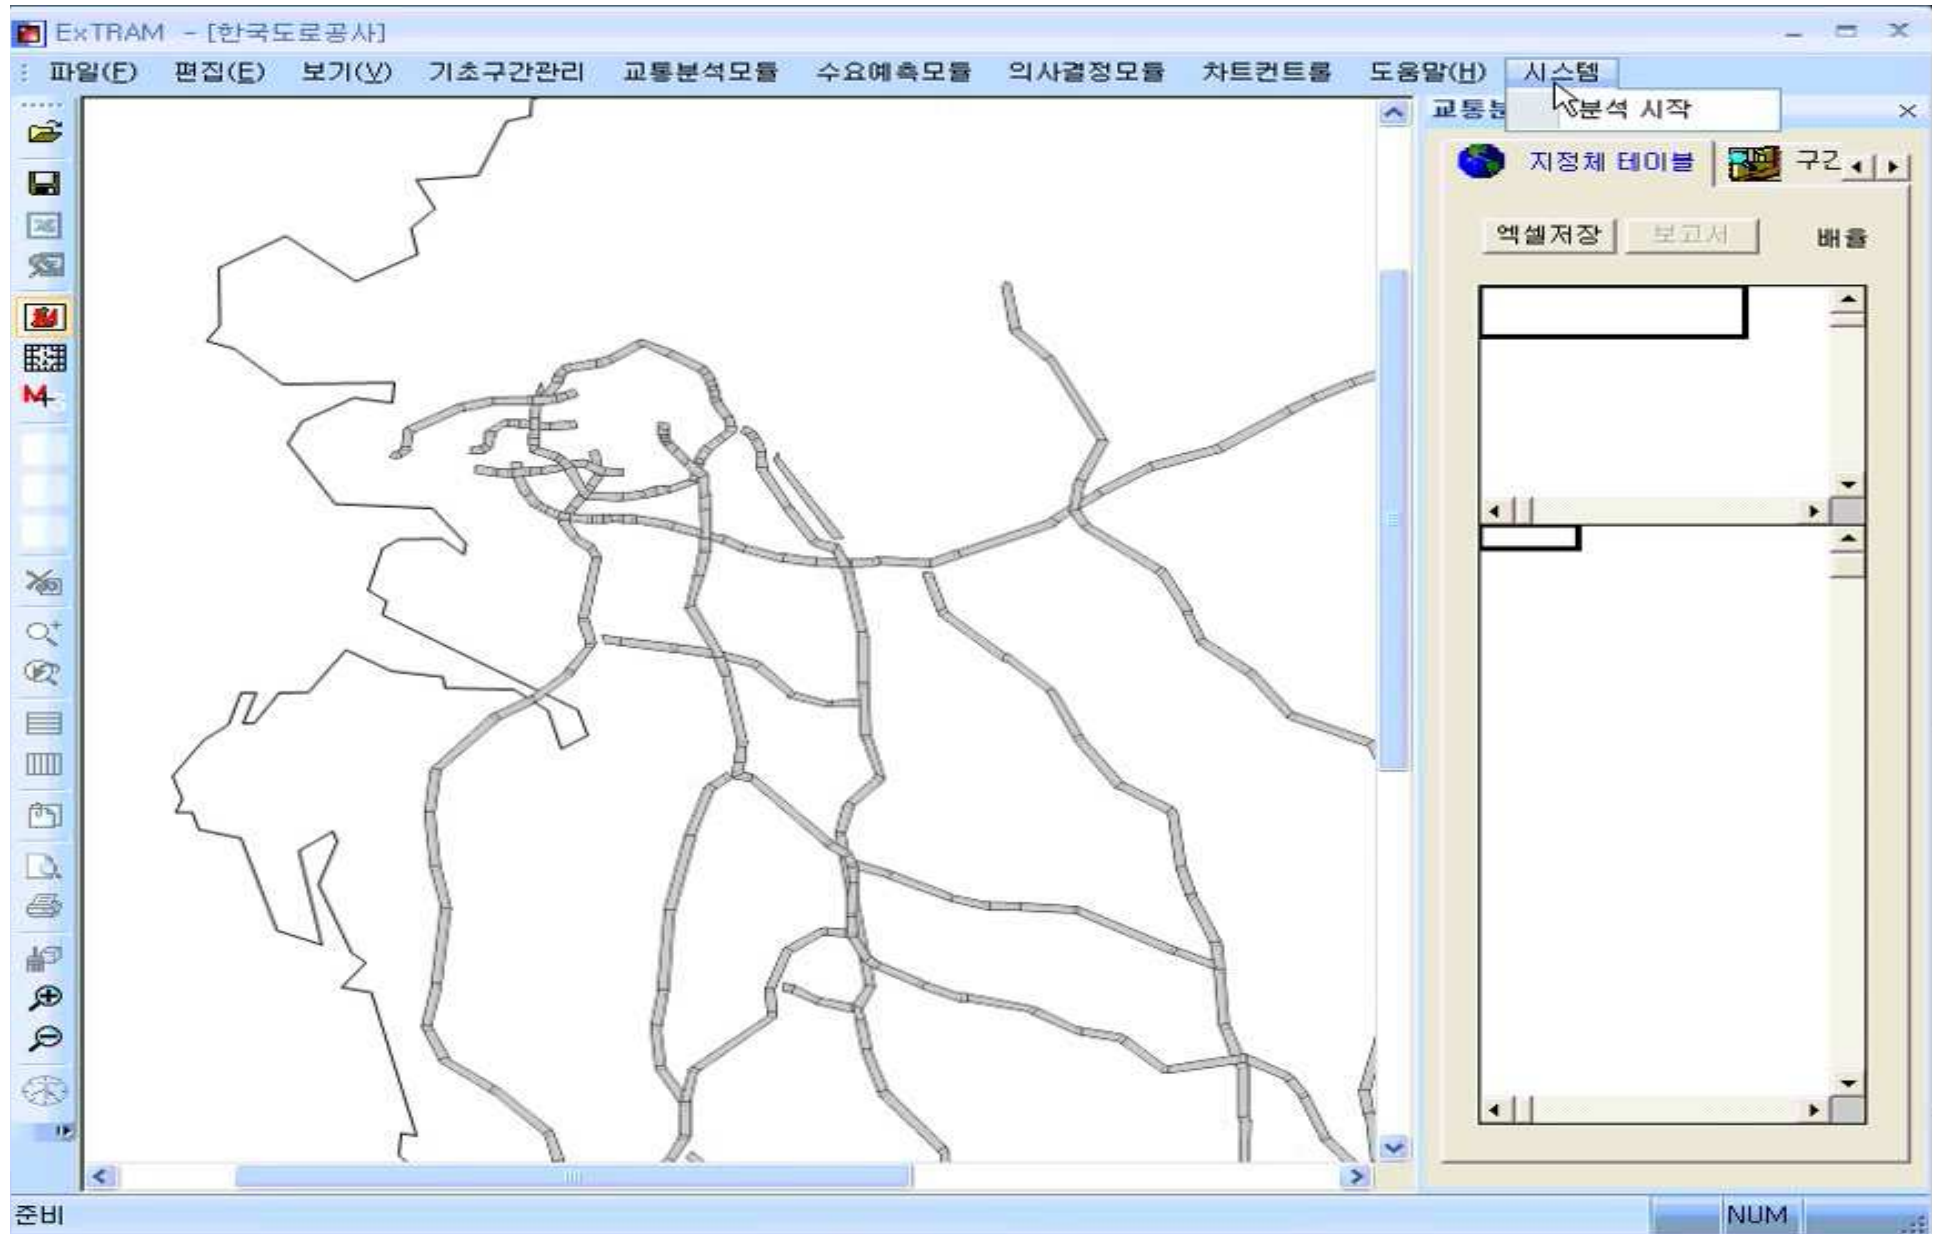 ExTRAM - [한국도로공사]
파일(F) 편집(E) 보기(V) 기초구간관리 교통분석모듈 수요예측모듈 의사결정모듈 차트컨트롤 도움말(H) 시스템
분석 시작
교통분
지정체 테이블 구간
엑셀저장 보고서 배율
준비 NUM